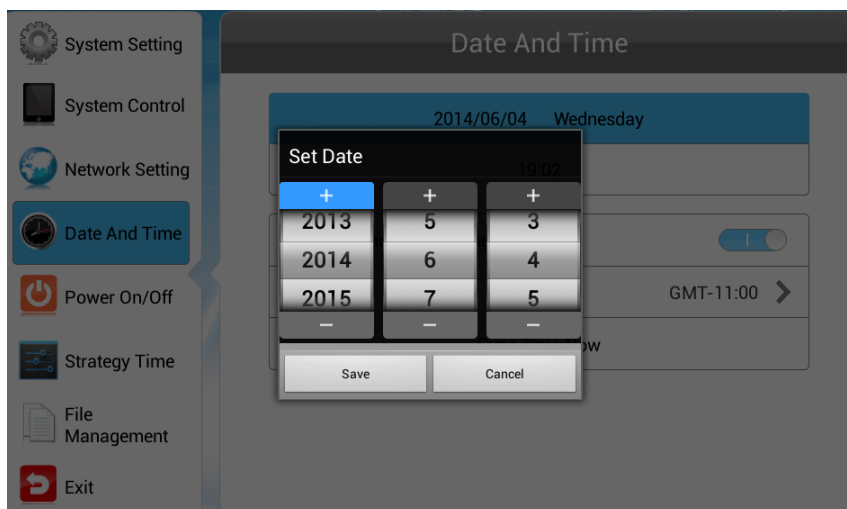 System Setting
System Control
Network Setting
Date And Time
Power On/Off
Strategy Time
File
Management
Exit
Date And Time
2014/06/04 Wednesday
19:02
GMT-11:00
Set Date
+ + +
2013 5 3
2014 6 4
2015 7 5
− − −
Save Cancel